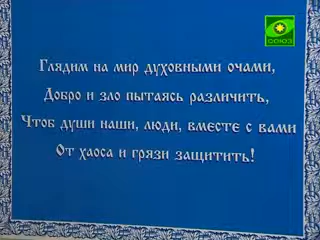 СОЮЗ
Глядим на мир духовными очами,
Добро и зло пытаясь различить,
Чтоб души наши, люди, вместе с вами
От хаоса и грязи защитить!